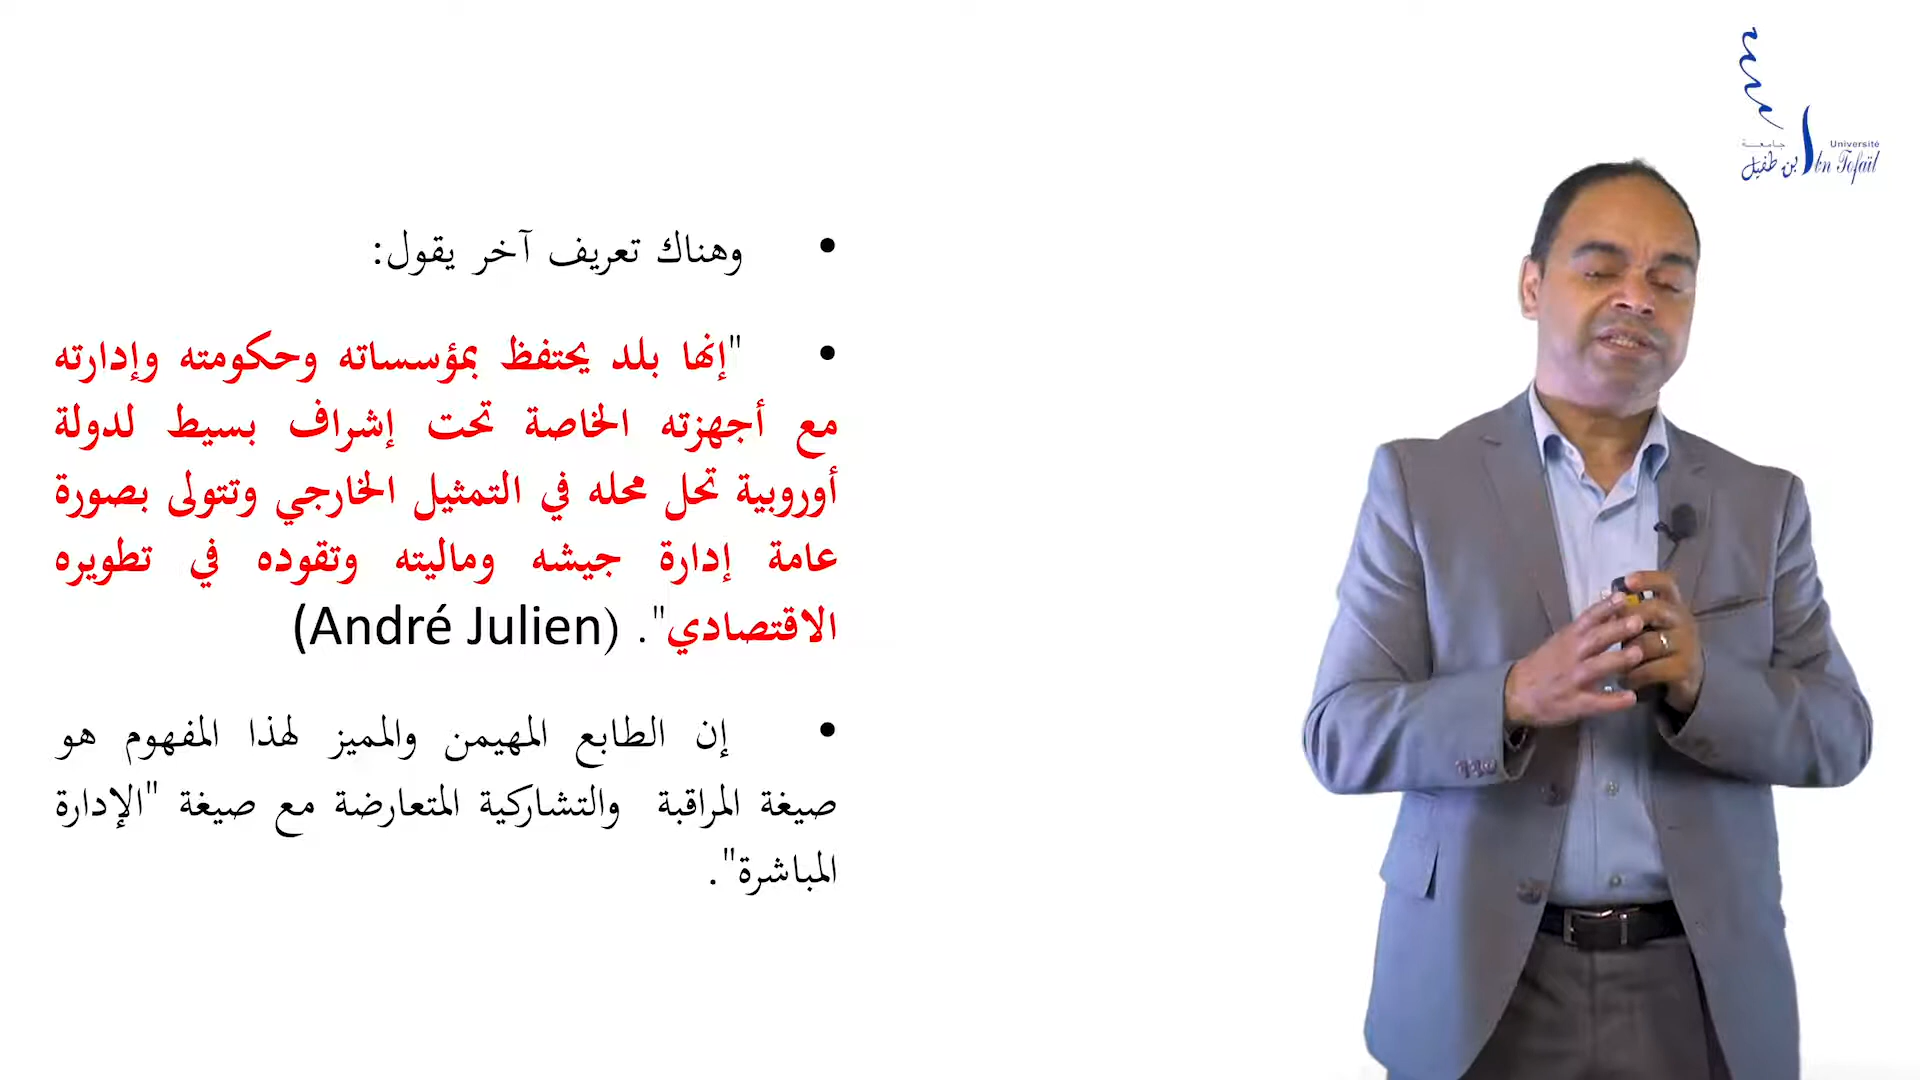 جامعة
Université
ابن طفيل
Ibn Tofaïl
• وهناك تعريف آخر يقول:
• "إنها بلد يحتفظ بمؤسساته وحكومته وإدارته
مع أجهزته الخاصة تحت إشراف بسيط لدولة
أوروبية تحل محله في التمثيل الخارجي وتتولى بصورة
عامة إدارة جيشه وماليته وتقوده في تطويره
الاقتصادي". (André Julien)
• إن الطابع المهيمن والمميز لهذا المفهوم هو
صيغة المراقبة والتشاركية المتعارضة مع صيغة "الإدارة
المباشرة".